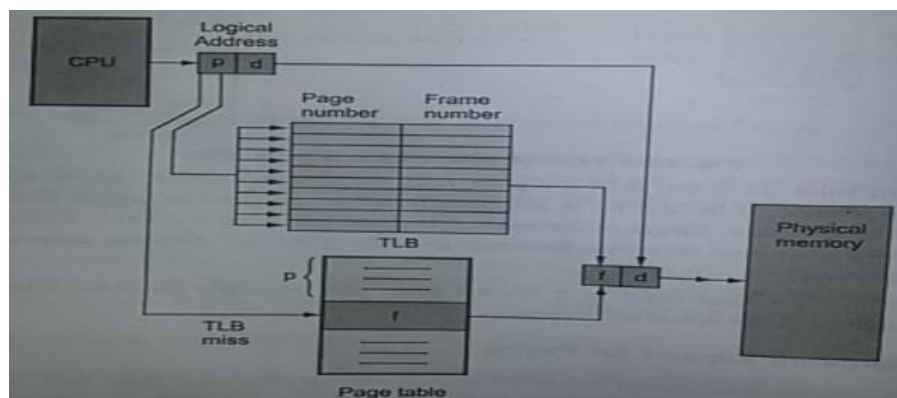 Logical
Address
CPU
p d
Page
number
Frame
number
TLB
Physical
memory
p
f d
f
TLB
miss
Page table